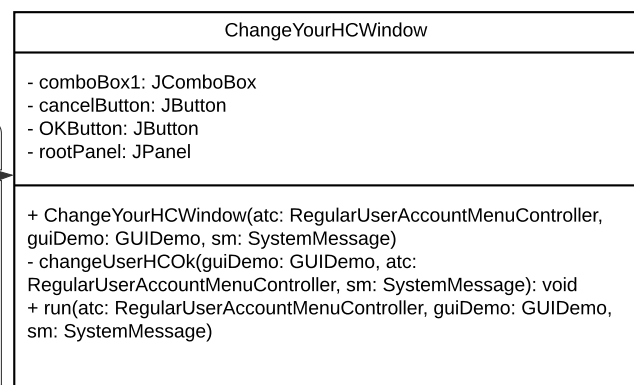 ChangeYourHCWindow
- comboBox1: JComboBox
- cancelButton: JButton
- OKButton: JButton
- rootPanel: JPanel
+ ChangeYourHCWindow(atc: RegularUserAccountMenuController,
guiDemo: GUIDemo, sm: SystemMessage)
- changeUserHCOk(guiDemo: GUIDemo, atc:
RegularUserAccountMenuController, sm: SystemMessage): void
+ run(atc: RegularUserAccountMenuController, guiDemo: GUIDemo,
sm: SystemMessage)